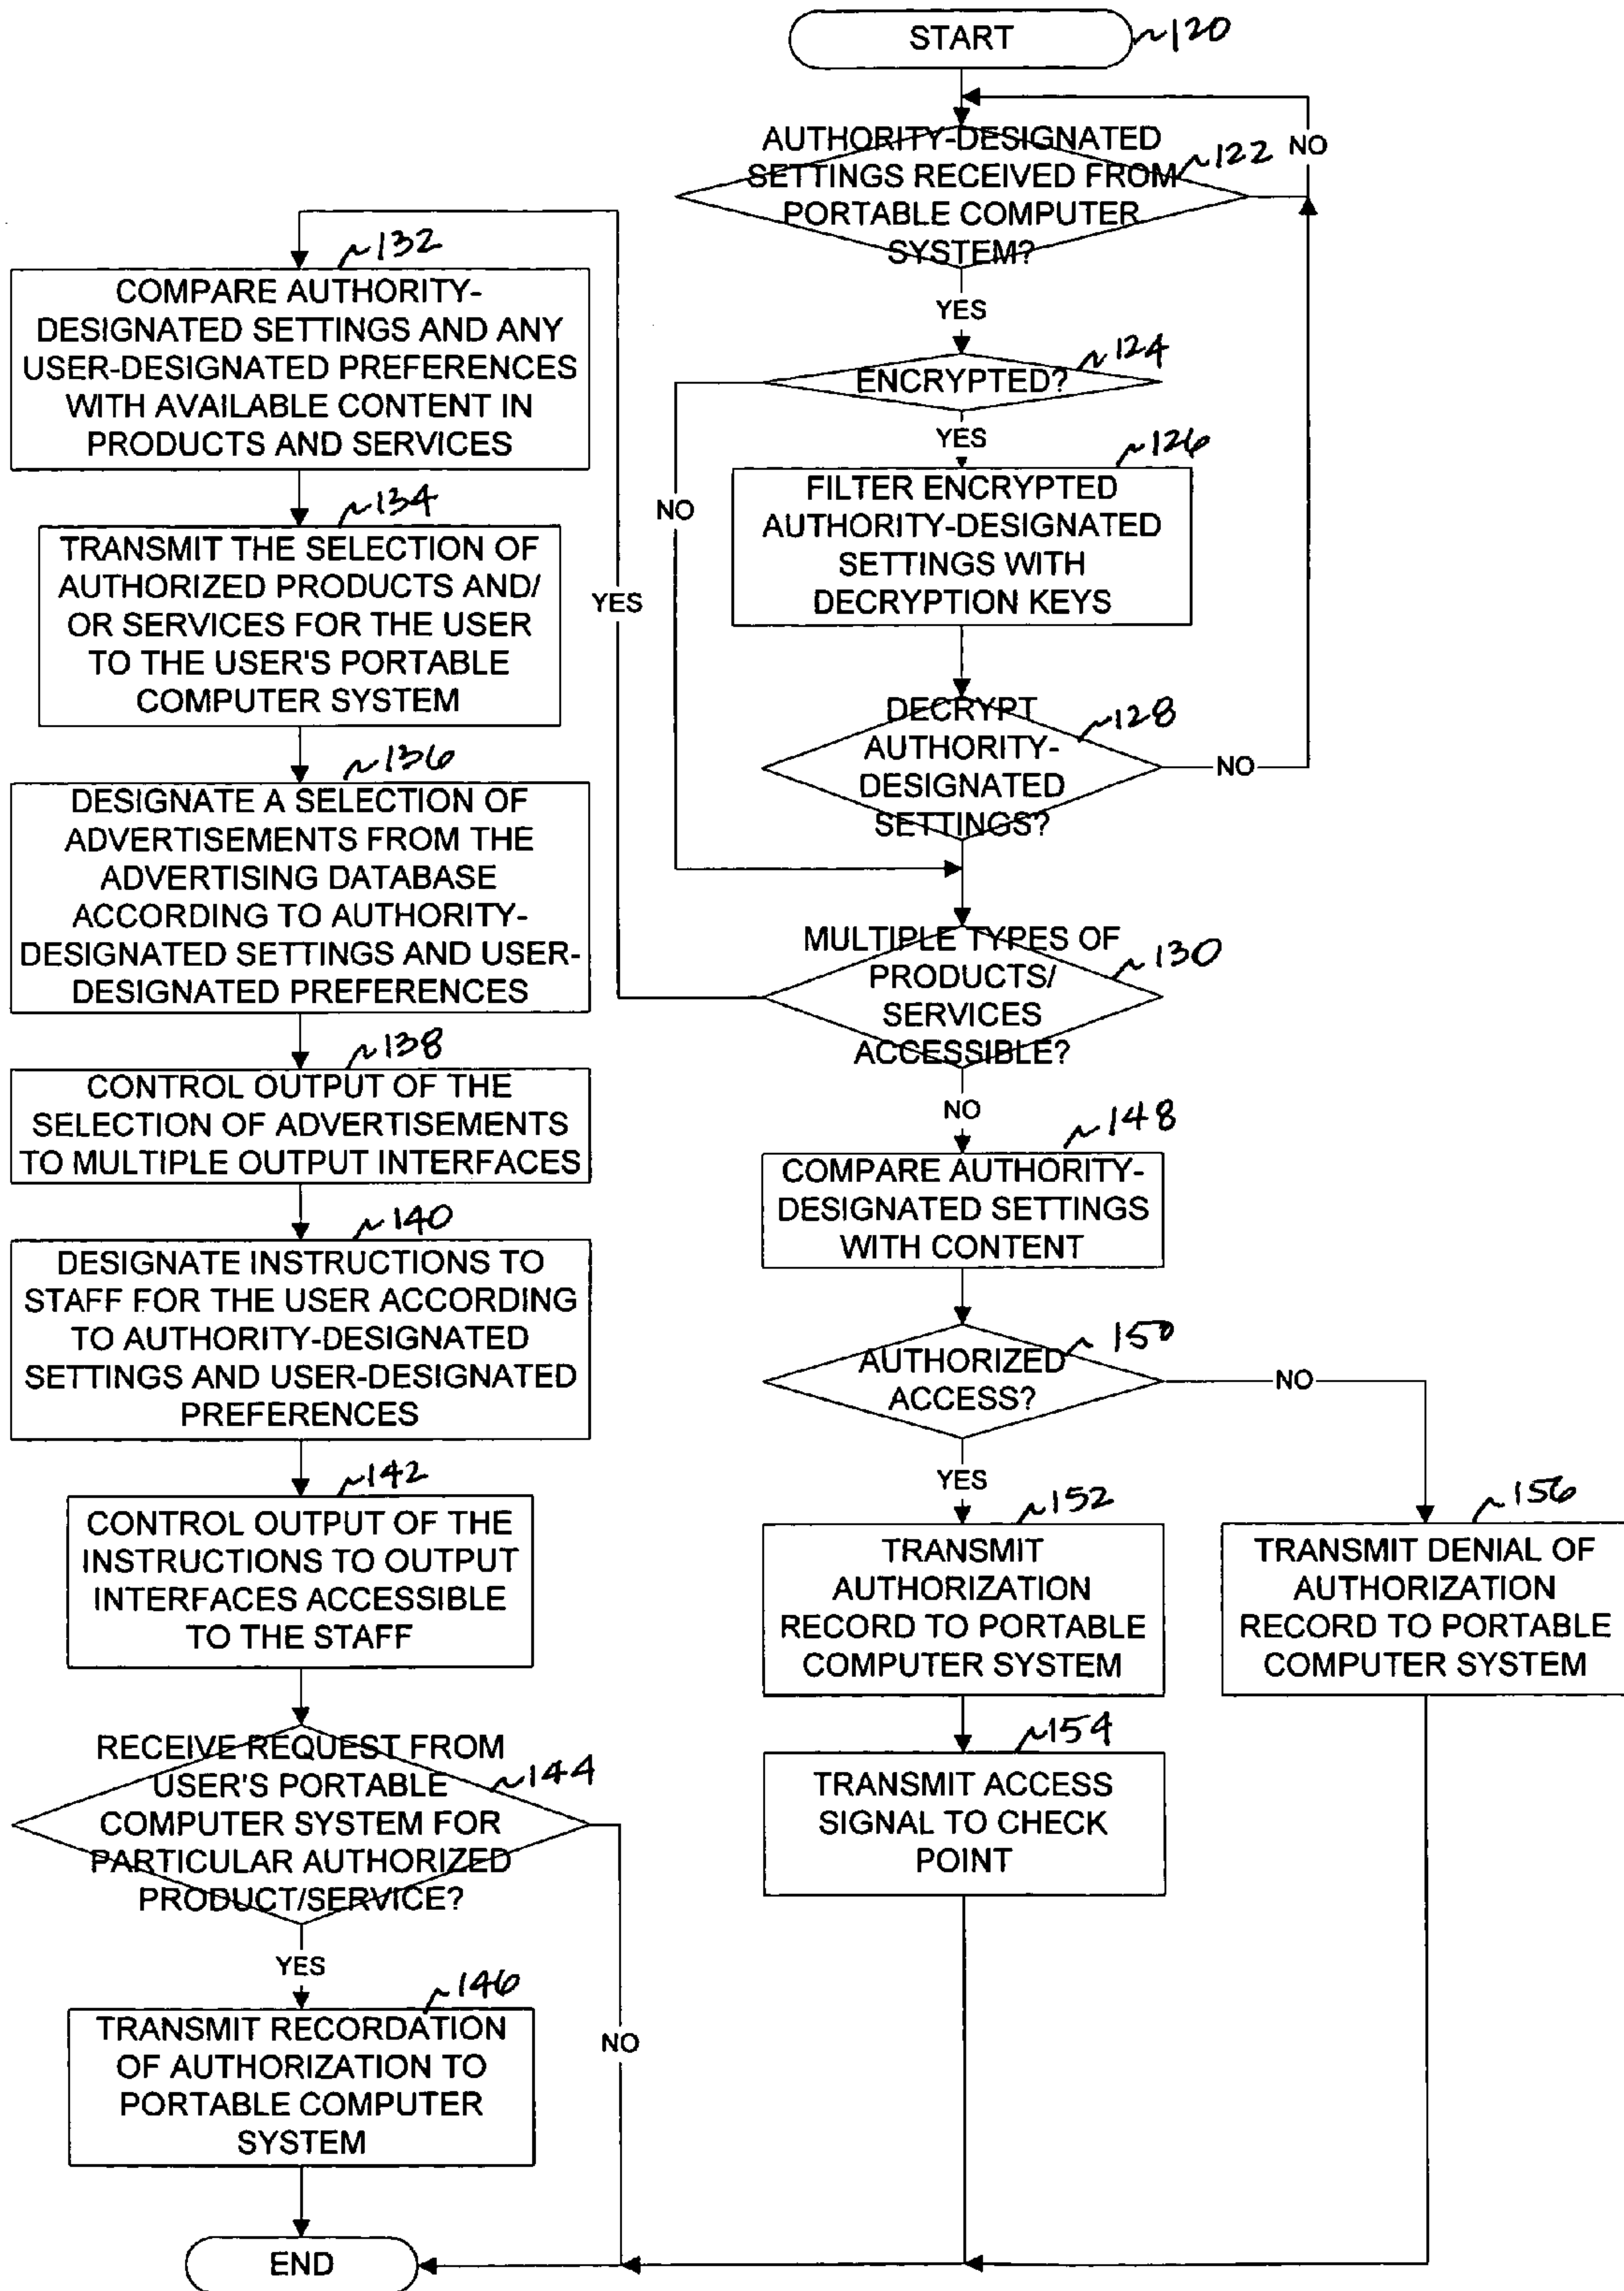 START
~120
AUTHORITY-DESIGNATED
SETTINGS RECEIVED FROM
PORTABLE COMPUTER
SYSTEM?
~122
NO
YES
ENCRYPTED?
~124
NO
YES
FILTER ENCRYPTED
AUTHORITY-DESIGNATED
SETTINGS WITH
DECRYPTION KEYS
~126
DECRYPT
AUTHORITY-
DESIGNATED
SETTINGS?
~128
NO
MULTIPLE TYPES OF
PRODUCTS/
SERVICES
ACCESSIBLE?
~130
YES
NO
~132
COMPARE AUTHORITY-
DESIGNATED SETTINGS AND ANY
USER-DESIGNATED PREFERENCES
WITH AVAILABLE CONTENT IN
PRODUCTS AND SERVICES
~134
TRANSMIT THE SELECTION OF
AUTHORIZED PRODUCTS AND/
OR SERVICES FOR THE USER
TO THE USER'S PORTABLE
COMPUTER SYSTEM
~136
DESIGNATE A SELECTION OF
ADVERTISEMENTS FROM THE
ADVERTISING DATABASE
ACCORDING TO AUTHORITY-
DESIGNATED SETTINGS AND USER-
DESIGNATED PREFERENCES
~138
CONTROL OUTPUT OF THE
SELECTION OF ADVERTISEMENTS
TO MULTIPLE OUTPUT INTERFACES
~140
DESIGNATE INSTRUCTIONS TO
STAFF FOR THE USER ACCORDING
TO AUTHORITY-DESIGNATED
SETTINGS AND USER-DESIGNATED
PREFERENCES
~142
CONTROL OUTPUT OF THE
INSTRUCTIONS TO OUTPUT
INTERFACES ACCESSIBLE
TO THE STAFF
RECEIVE REQUEST FROM
USER'S PORTABLE
COMPUTER SYSTEM FOR
PARTICULAR AUTHORIZED
PRODUCT/SERVICE?
~144
YES
NO
~146
TRANSMIT RECORDATION
OF AUTHORIZATION TO
PORTABLE COMPUTER
SYSTEM
~148
COMPARE AUTHORITY-
DESIGNATED SETTINGS
WITH CONTENT
AUTHORIZED
ACCESS?
~150
NO
YES
~152
TRANSMIT
AUTHORIZATION
RECORD TO PORTABLE
COMPUTER SYSTEM
~154
TRANSMIT ACCESS
SIGNAL TO CHECK
POINT
~156
TRANSMIT DENIAL OF
AUTHORIZATION
RECORD TO PORTABLE
COMPUTER SYSTEM
END